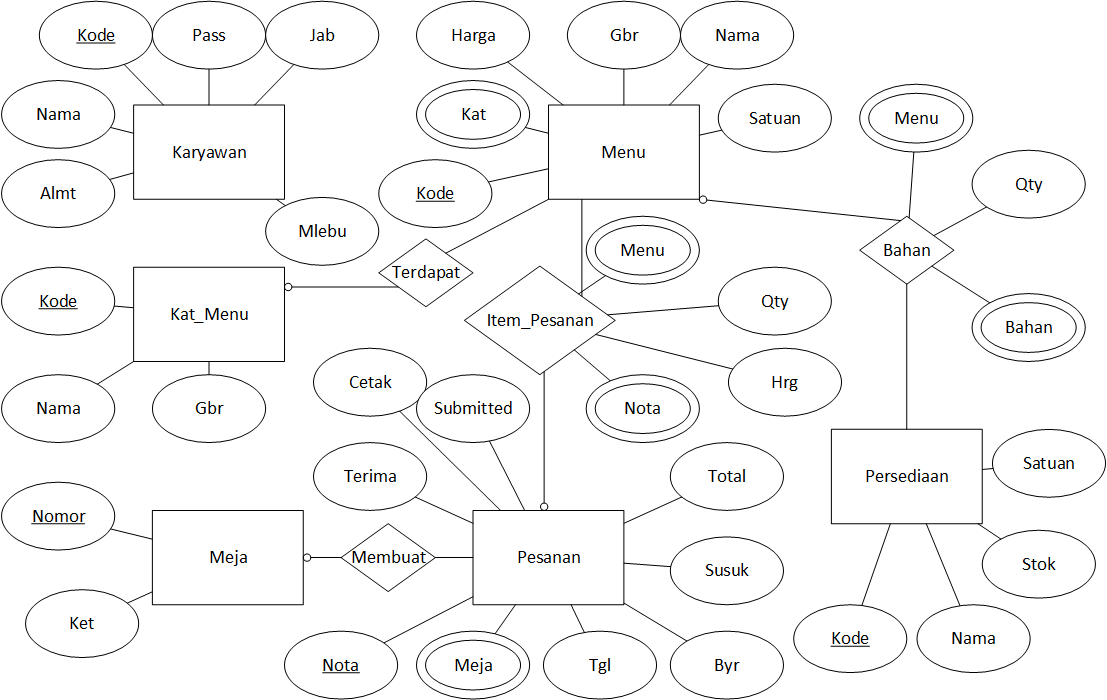 Kode
Pass
Jab
Harga
Gbr
Nama
Nama
Kat
Satuan
Menu
Karyawan
Menu
Almt
Kode
Qty
Mlebu
Terdapat
Menu
Bahan
Kode
Kat_Menu
Item_Pesanan
Qty
Bahan
Nama
Gbr
Cetak
Submitted
Nota
Hrg
Terima
Total
Persediaan
Satuan
Nomor
Meja
Membuat
Pesanan
Susuk
Stok
Ket
Nota
Meja
Tgl
Byr
Kode
Nama